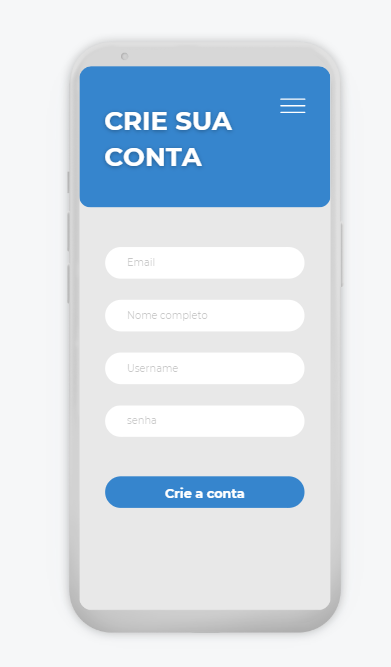 CRIE SUA
CONTA
Email
Nome completo
Username
senha
Crie a conta